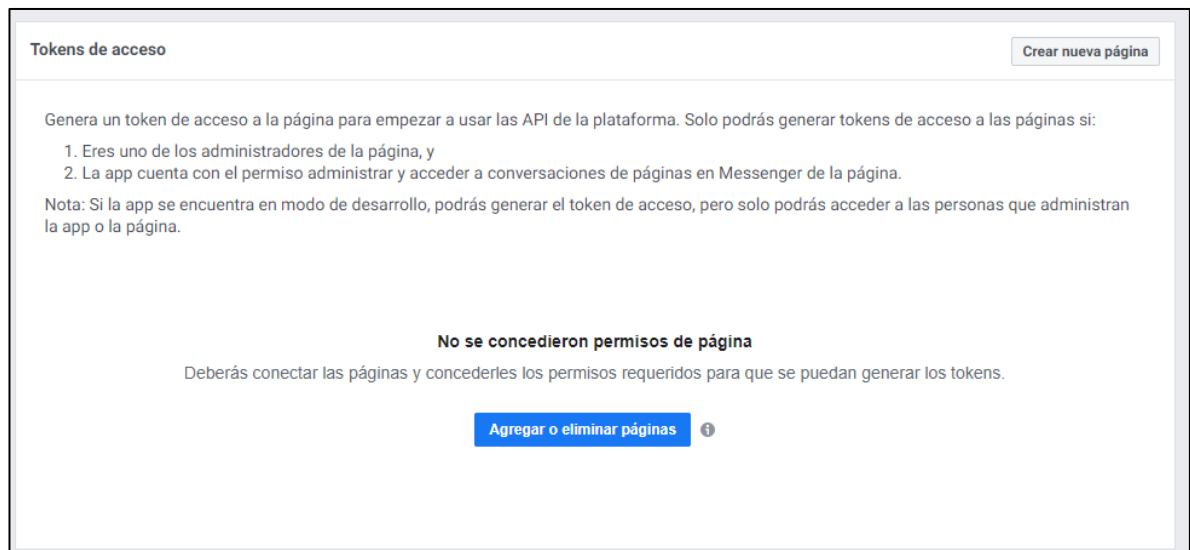 Tokens de acceso
Crear nueva página
Genera un token de acceso a la página para empezar a usar las API de la plataforma. Solo podrás generar tokens de acceso a las páginas si:
1. Eres uno de los administradores de la página, y
2. La app cuenta con el permiso administrar y acceder a conversaciones de páginas en Messenger de la página.
Nota: Si la app se encuentra en modo de desarrollo, podrás generar el token de acceso, pero solo podrás acceder a las personas que administran
la app o la página.
No se concedieron permisos de página
Deberás conectar las páginas y concederles los permisos requeridos para que se puedan generar los tokens.
Agregar o eliminar páginas